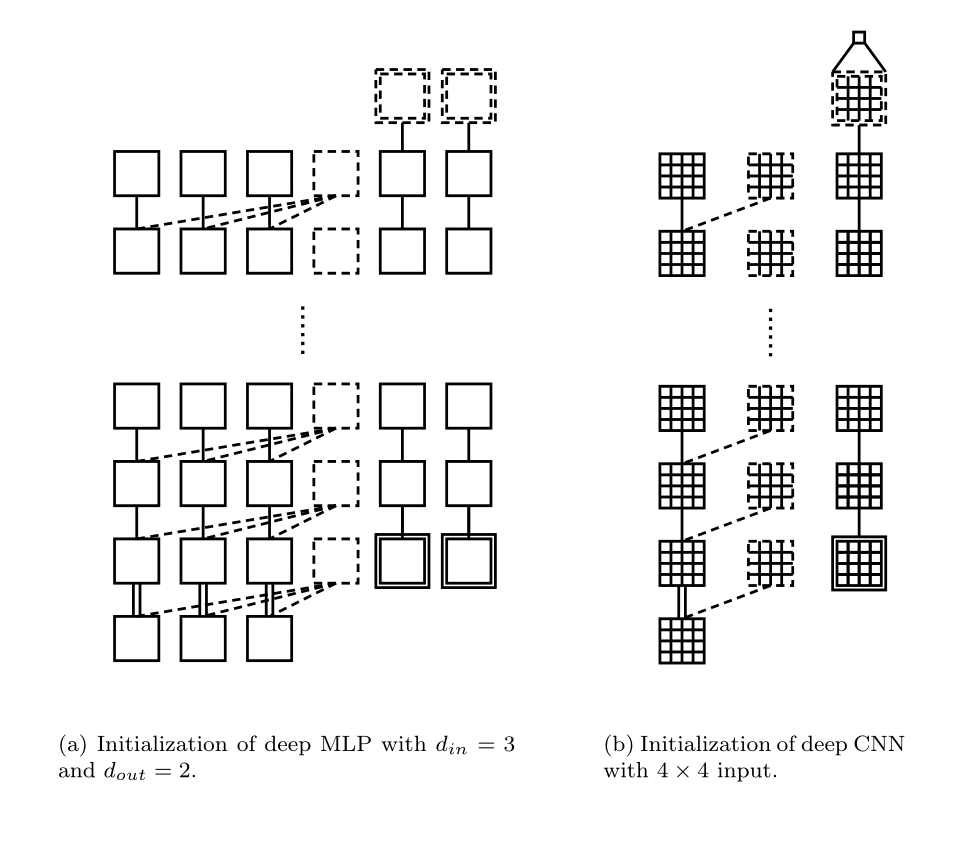 (a) Initialization of deep MLP with d_{in} = 3
and d_{out} = 2.
(b) Initialization of deep CNN
with 4 × 4 input.